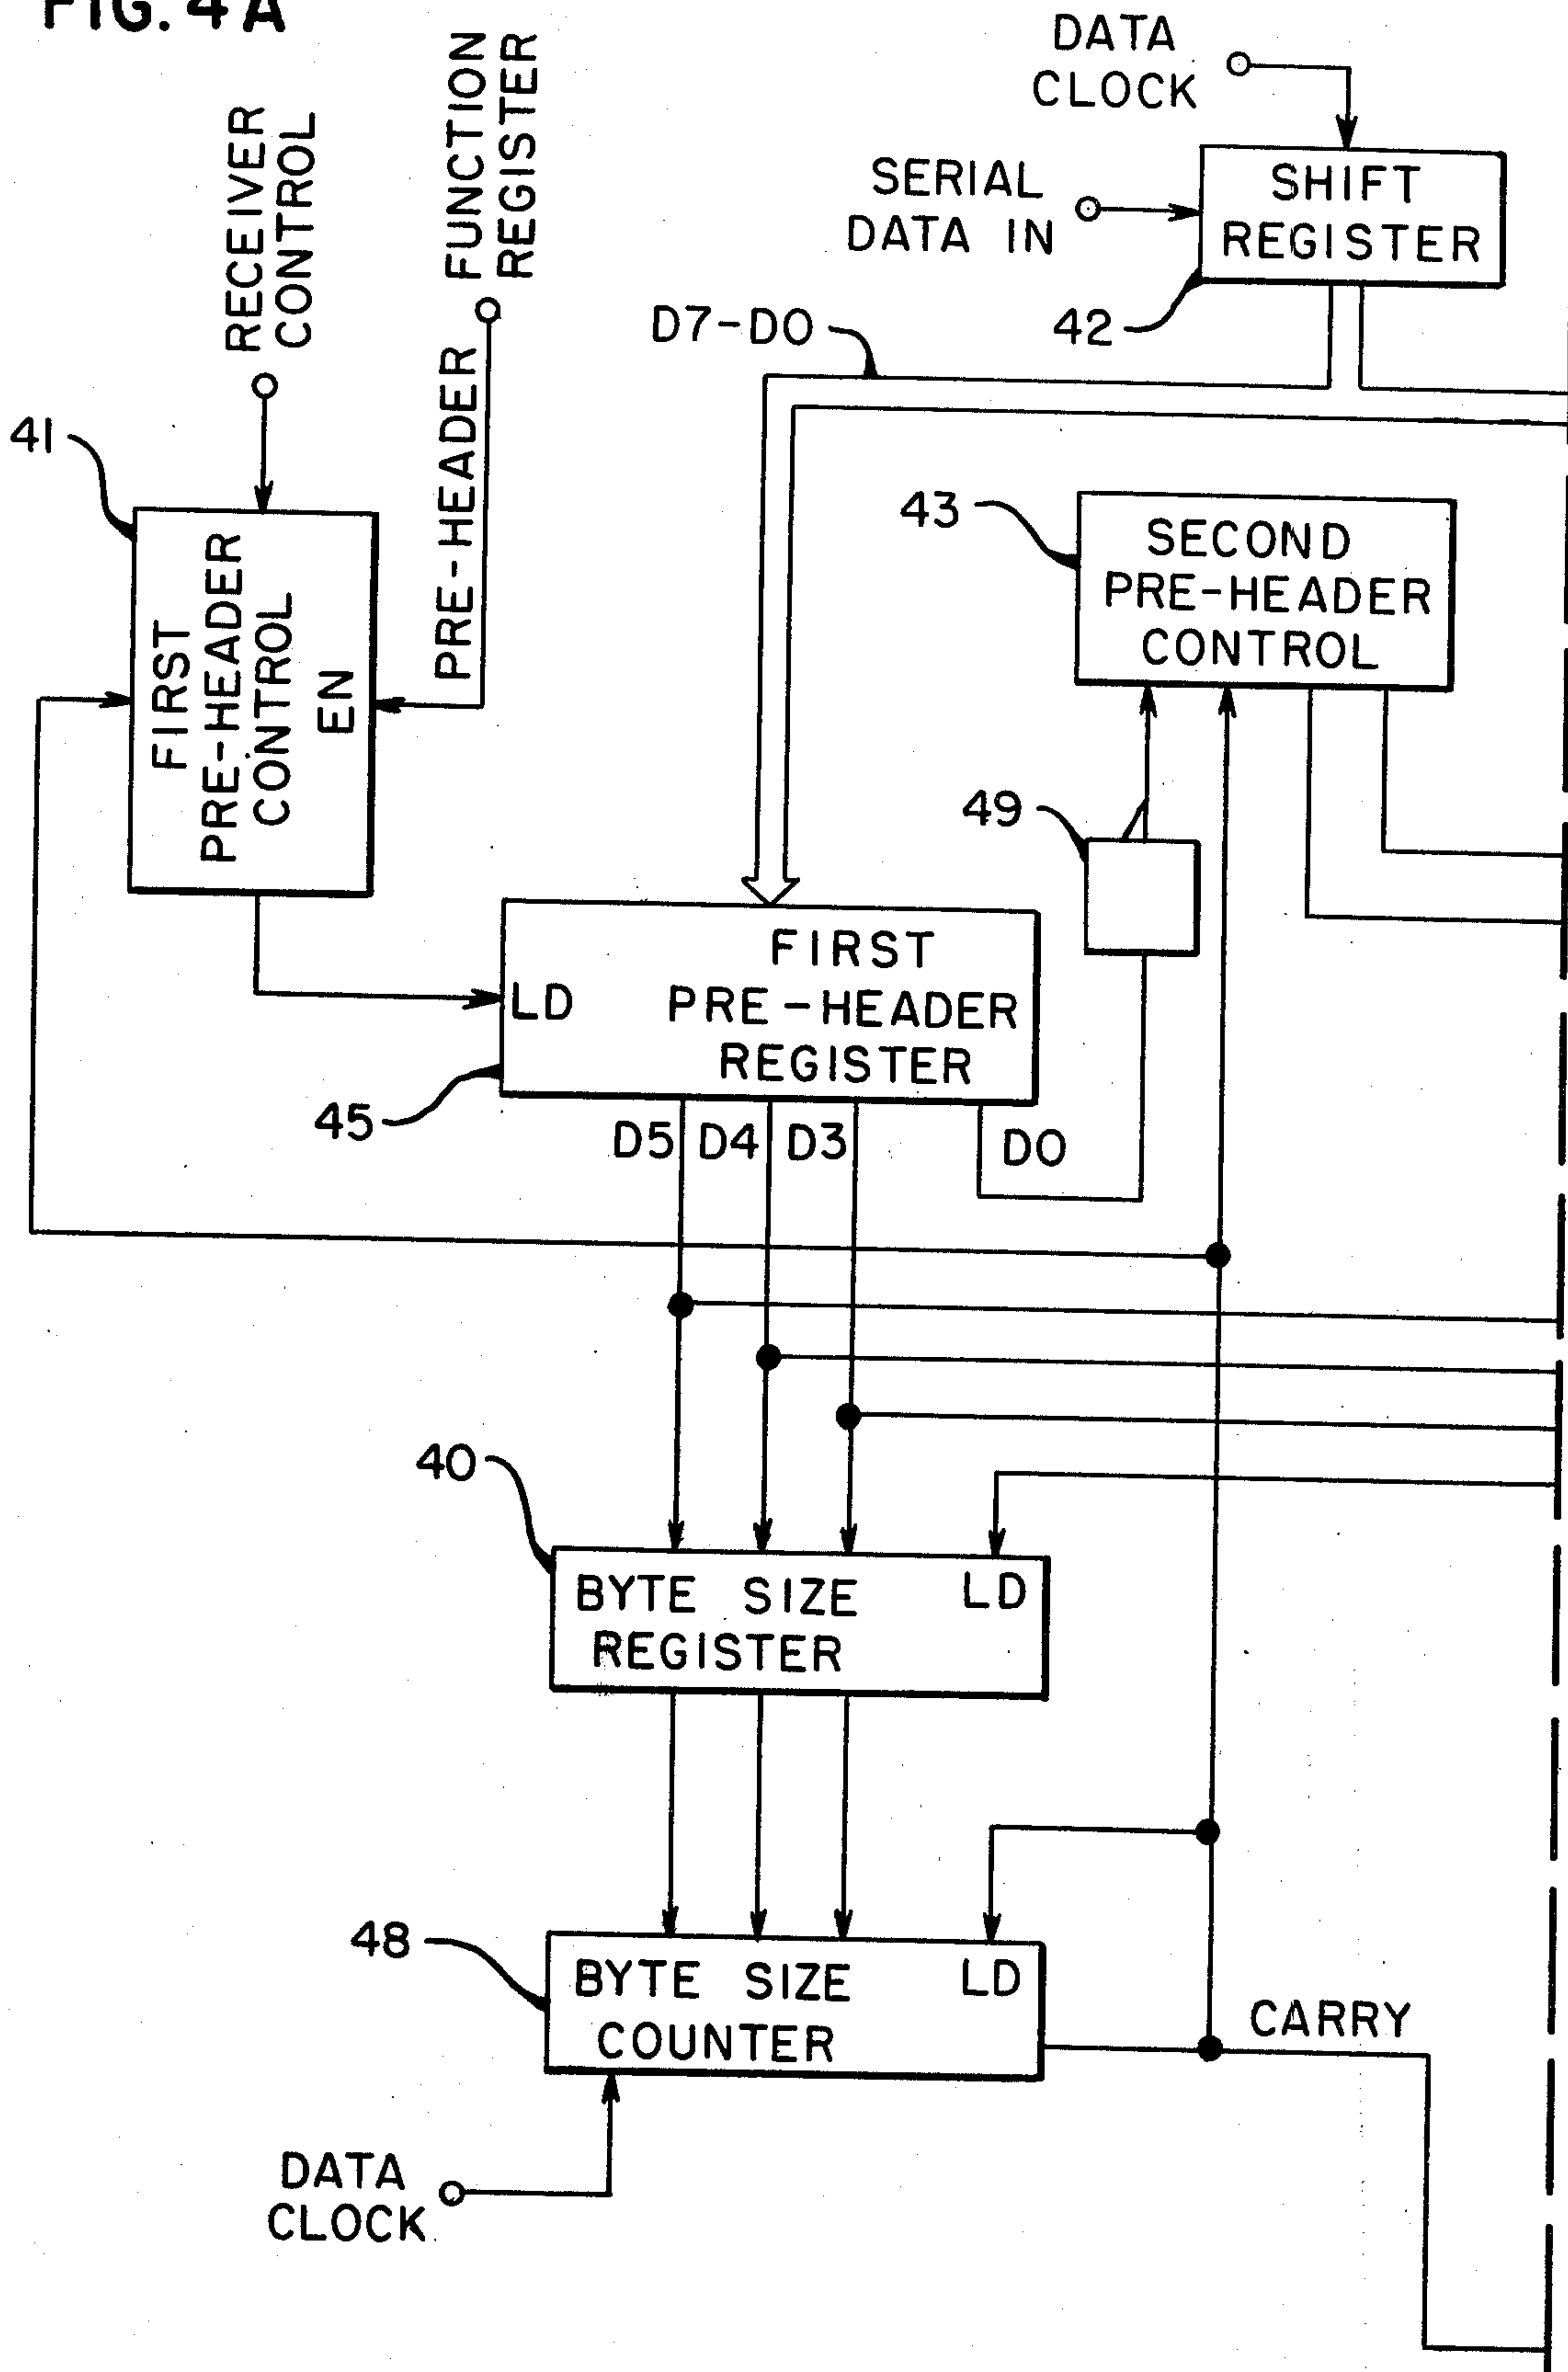 FIG. 4A
DATA
CLOCK
FUNCTION
REGISTER
RECEIVER
CONTROL
SERIAL
DATA IN
SHIFT
REGISTER
42
D7-D0
PRE-HEADER
41
FIRST
PRE-HEADER
CONTROL
EN
43
SECOND
PRE-HEADER
CONTROL
49
FIRST
LD PRE-HEADER
REGISTER
45
D5 D4 D3 D0
40
BYTE SIZE LD
REGISTER
48
BYTE SIZE LD
COUNTER
CARRY
DATA
CLOCK